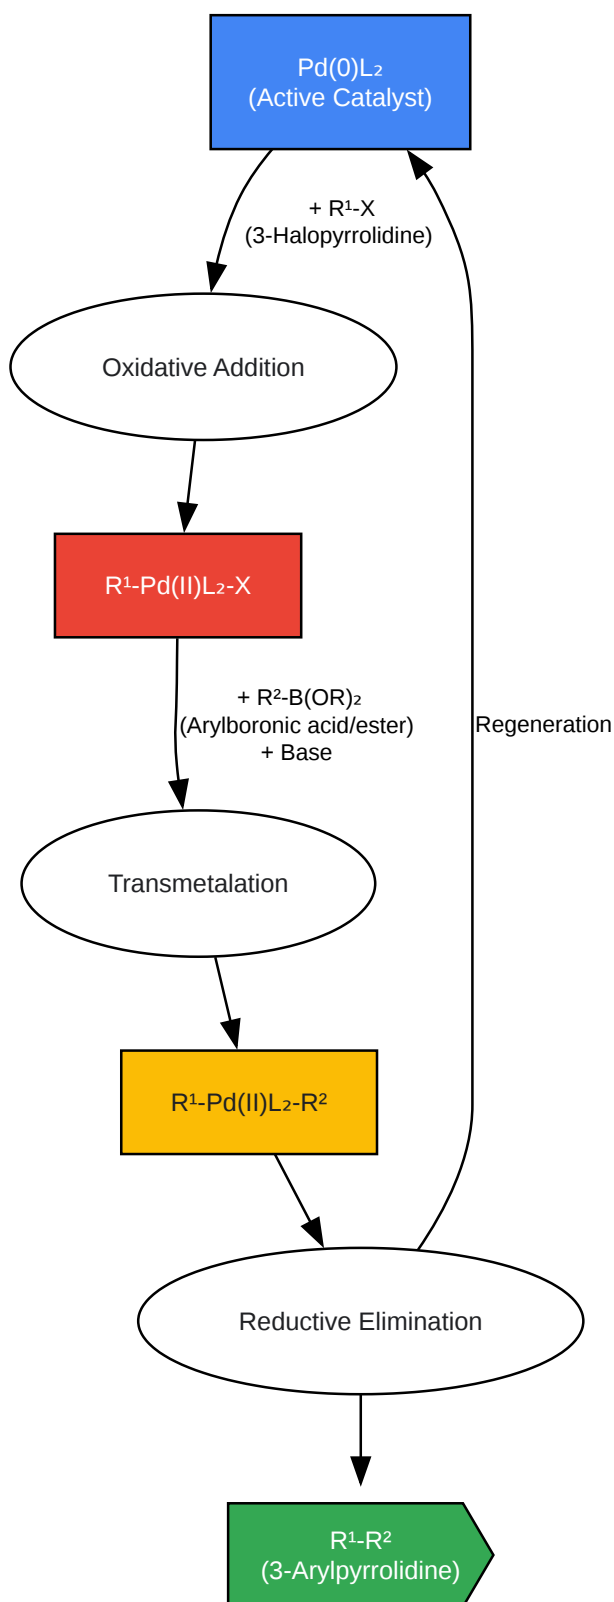 Pd(0)L₂
(Active Catalyst)
+ R¹-X
(3-Halopyrrolidine)
Oxidative Addition
R¹-Pd(II)L₂-X
+ R²-B(OR)₂
(Arylboronic acid/ester)
+ Base
Regeneration
Transmetalation
R¹-Pd(II)L₂-R²
Reductive Elimination
R¹-R²
(3-Arylpyrrolidine)